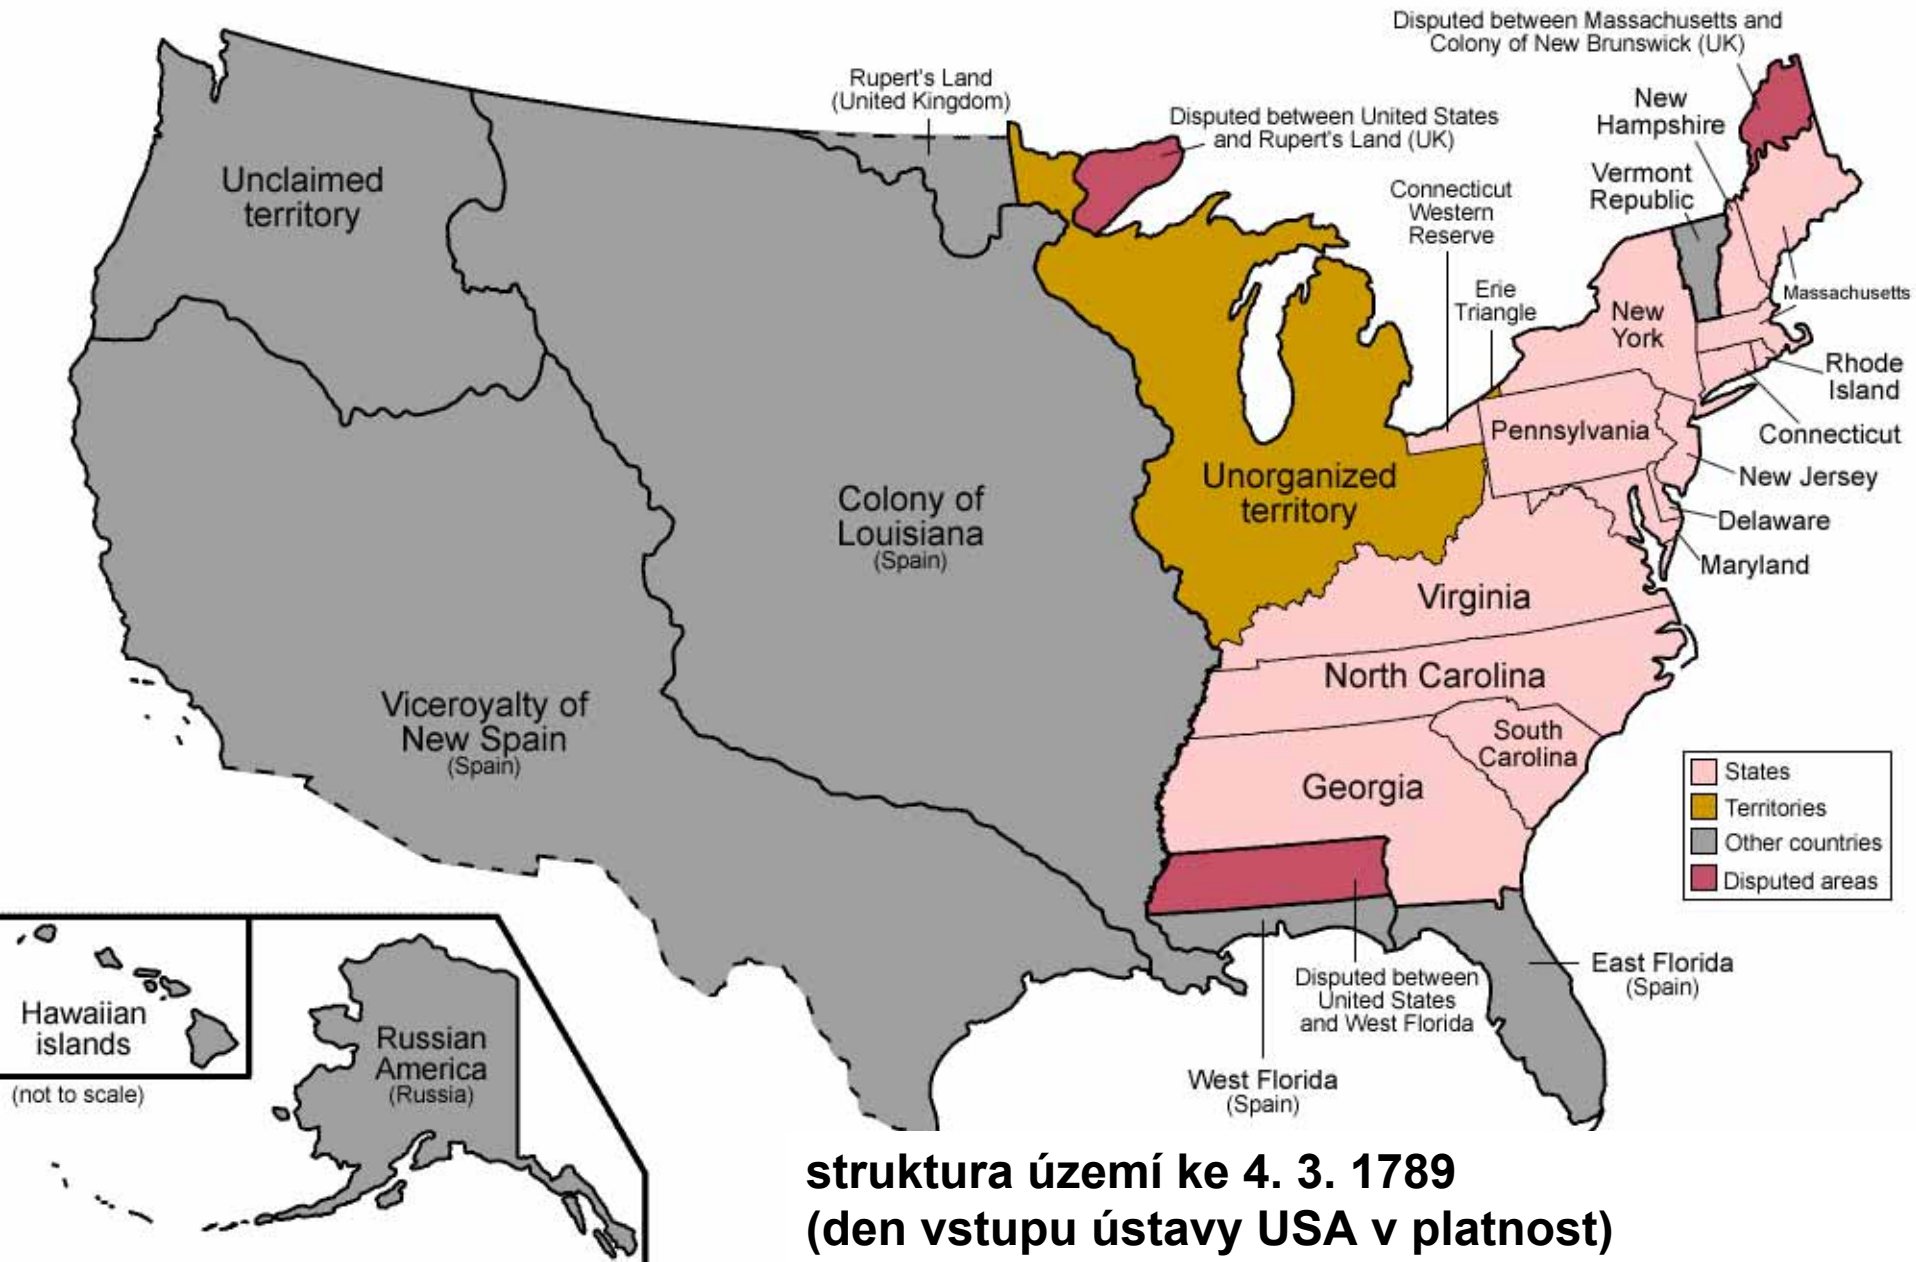 Disputed between Massachusetts and
Colony of New Brunswick (UK)
Rupert's Land
(United Kingdom)
Disputed between United States
and Rupert's Land (UK)
New
Hampshire
Vermont
Republic
Connecticut
Western
Reserve
Unclaimed
territory
Erie
Triangle
Massachusetts
New
York
Rhode
Island
Connecticut
Pennsylvania
New Jersey
Unorganized
territory
Colony of
Louisiana
(Spain)
Delaware
Maryland
Virginia
North Carolina
South
Carolina
Georgia
Viceroyalty of
New Spain
(Spain)
States
Territories
Other countries
Disputed areas
East Florida
(Spain)
Disputed between
United States
and West Florida
West Florida
(Spain)
Hawaiian
islands
(not to scale)
Russian
America
(Russia)
struktura území ke 4. 3. 1789
(den vstupu ústavy USA v platnost)